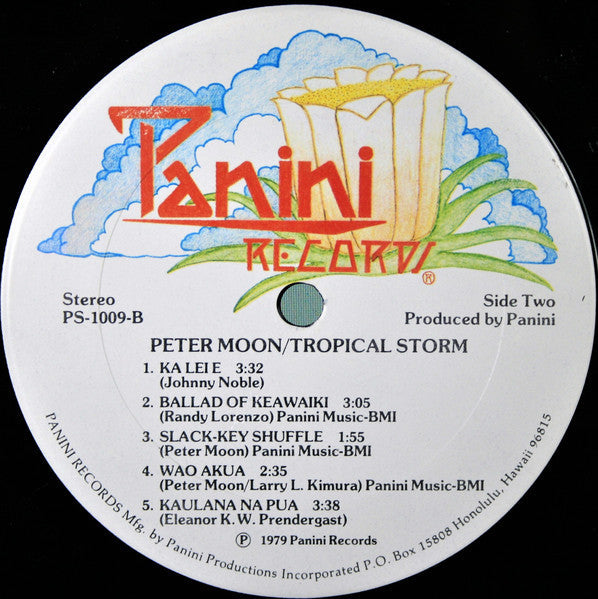 Panini
RECORDS®
Stereo
PS-1009-B
Side Two
Produced by Panini
PETER MOON/TROPICAL STORM
1. KA LEI E 3:32
(Johnny Noble)
2. BALLAD OF KEAWAIKI 3:05
(Randy Lorenzo) Panini Music-BMI
3. SLACK-KEY SHUFFLE 1:55
(Peter Moon) Panini Music-BMI
4. WAO AKUA 2:35
(Peter Moon/Larry L. Kimura) Panini Music-BMI
5. KAULANA NA PUA 3:38
(Eleanor K.W. Prendergast)
Ⓟ 1979 Panini Records
PANINI RECORDS Mfg. by Panini Productions Incorporated P.O. Box 15808 Honolulu, Hawaii 96815